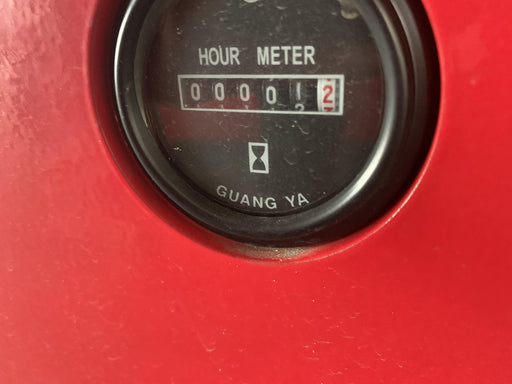 HOUR METER
000012
GUANG YA